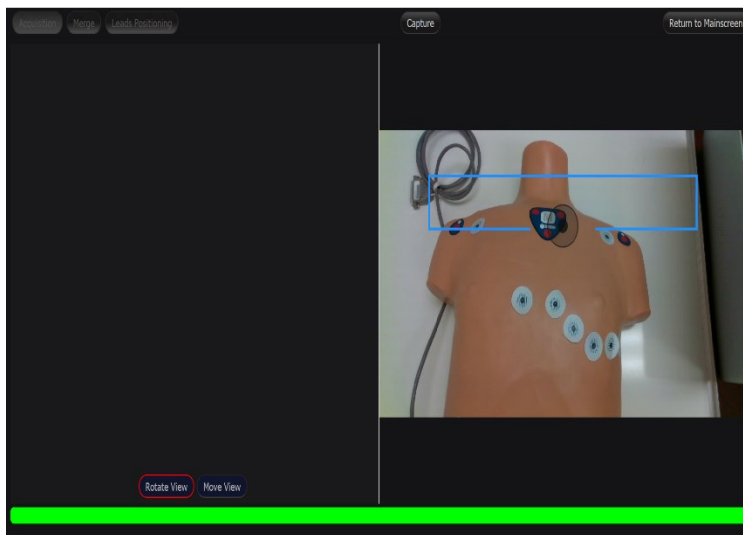 Acquisition Merge Leads Positioning Capture Return to Mainscreen
Rotate View Move View